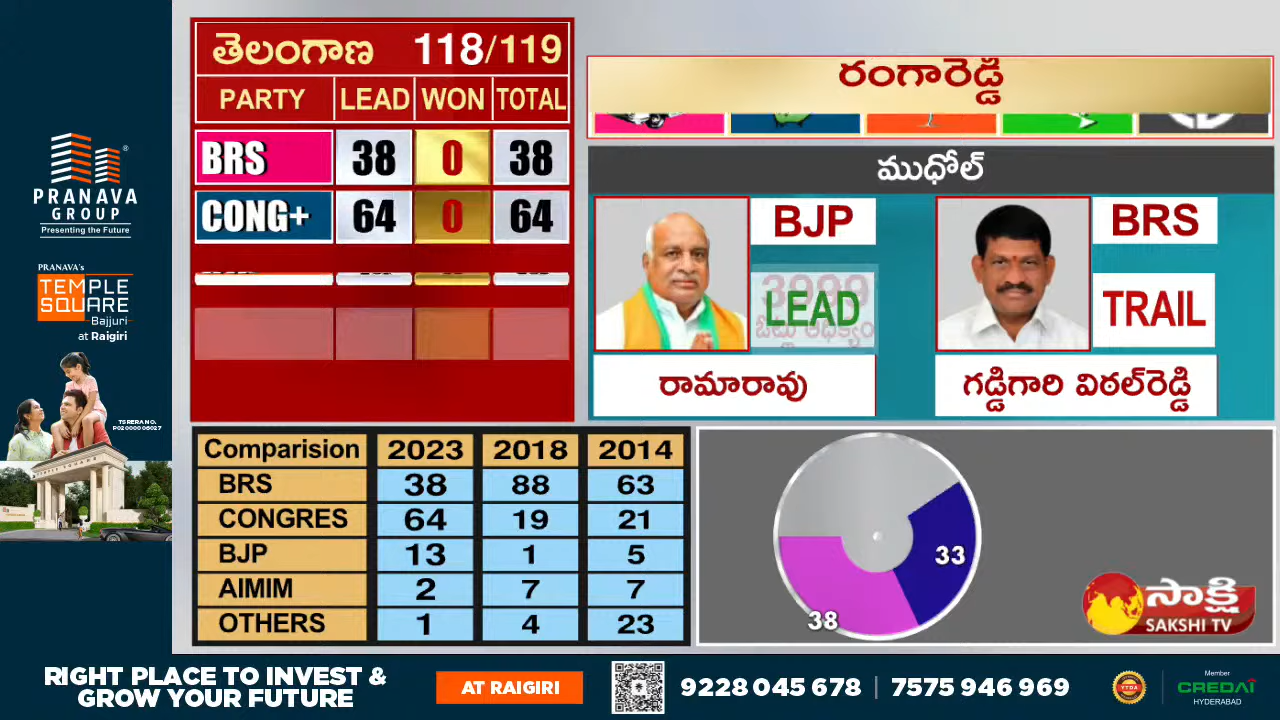 PRANAVA
GROUP
Presenting the Future
PRANAVA's
TEMPLE
SQUARE
Bajjuri
at Raigiri
TSRERA NO.
P02000006027
తెలంగాణ 118/119
PARTY LEAD WON TOTAL
BRS 38 0 38
CONG+ 64 0 64
రంగారెడ్డి
ముధోల్
BJP
LEAD
రామారావు
BRS
TRAIL
గడ్డిగారి విఠల్‌రెడ్డి
Comparision 2023 2018 2014
BRS 38 88 63
CONGRES 64 19 21
BJP 13 1 5
AIMIM 2 7 7
OTHERS 1 4 23
33
38
సాక్షి
SAKSHI TV
RIGHT PLACE TO INVEST &
GROW YOUR FUTURE
AT RAIGIRI
9228 045 678 | 7575 946 969
YTDA
Member
CREDAI
HYDERABAD